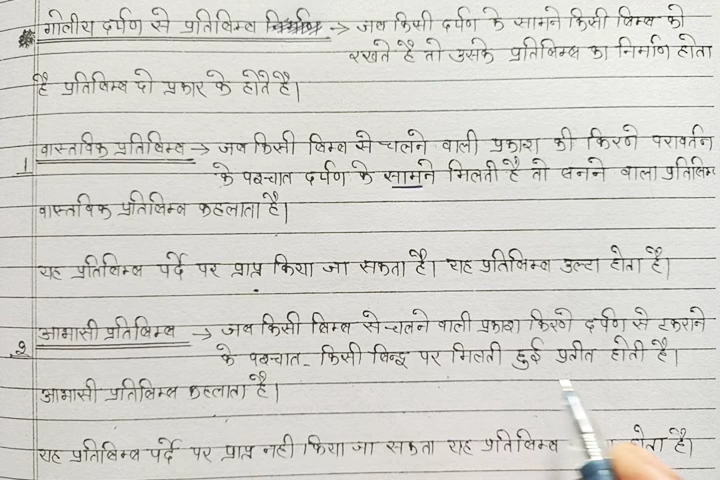 * गोलीय दर्पण से प्रतिबिम्ब → जब किसी दर्पण के सामने किसी बिम्ब को
रखते है तो उसके प्रतिबिम्ब का निर्माण होता
है प्रतिबिम्ब दो प्रकार के होते है।
1 वास्तविक प्रतिबिम्ब → जब किसी बिम्ब से चलने वाली प्रकाश की किरणे परावर्तन
के पश्चात दर्पण के सामने मिलती है तो बनने वाला प्रतिबिम्ब
वास्तविक प्रतिबिम्ब कहलाता है।
यह प्रतिबिम्ब पर्दे पर प्राप्त किया जा सकता है। यह प्रतिबिम्ब उल्टा होता है।
2 आभासी प्रतिबिम्ब → जब किसी बिम्ब से चलने वाली प्रकाश किरणे दर्पण से टकराने
के पश्चात किसी बिन्दु पर मिलती हुई प्रतीत होती है।
आभासी प्रतिबिम्ब कहलाता है।
यह प्रतिबिम्ब पर्दे पर प्राप्त नही किया जा सकता यह प्रतिबिम्ब होता है।